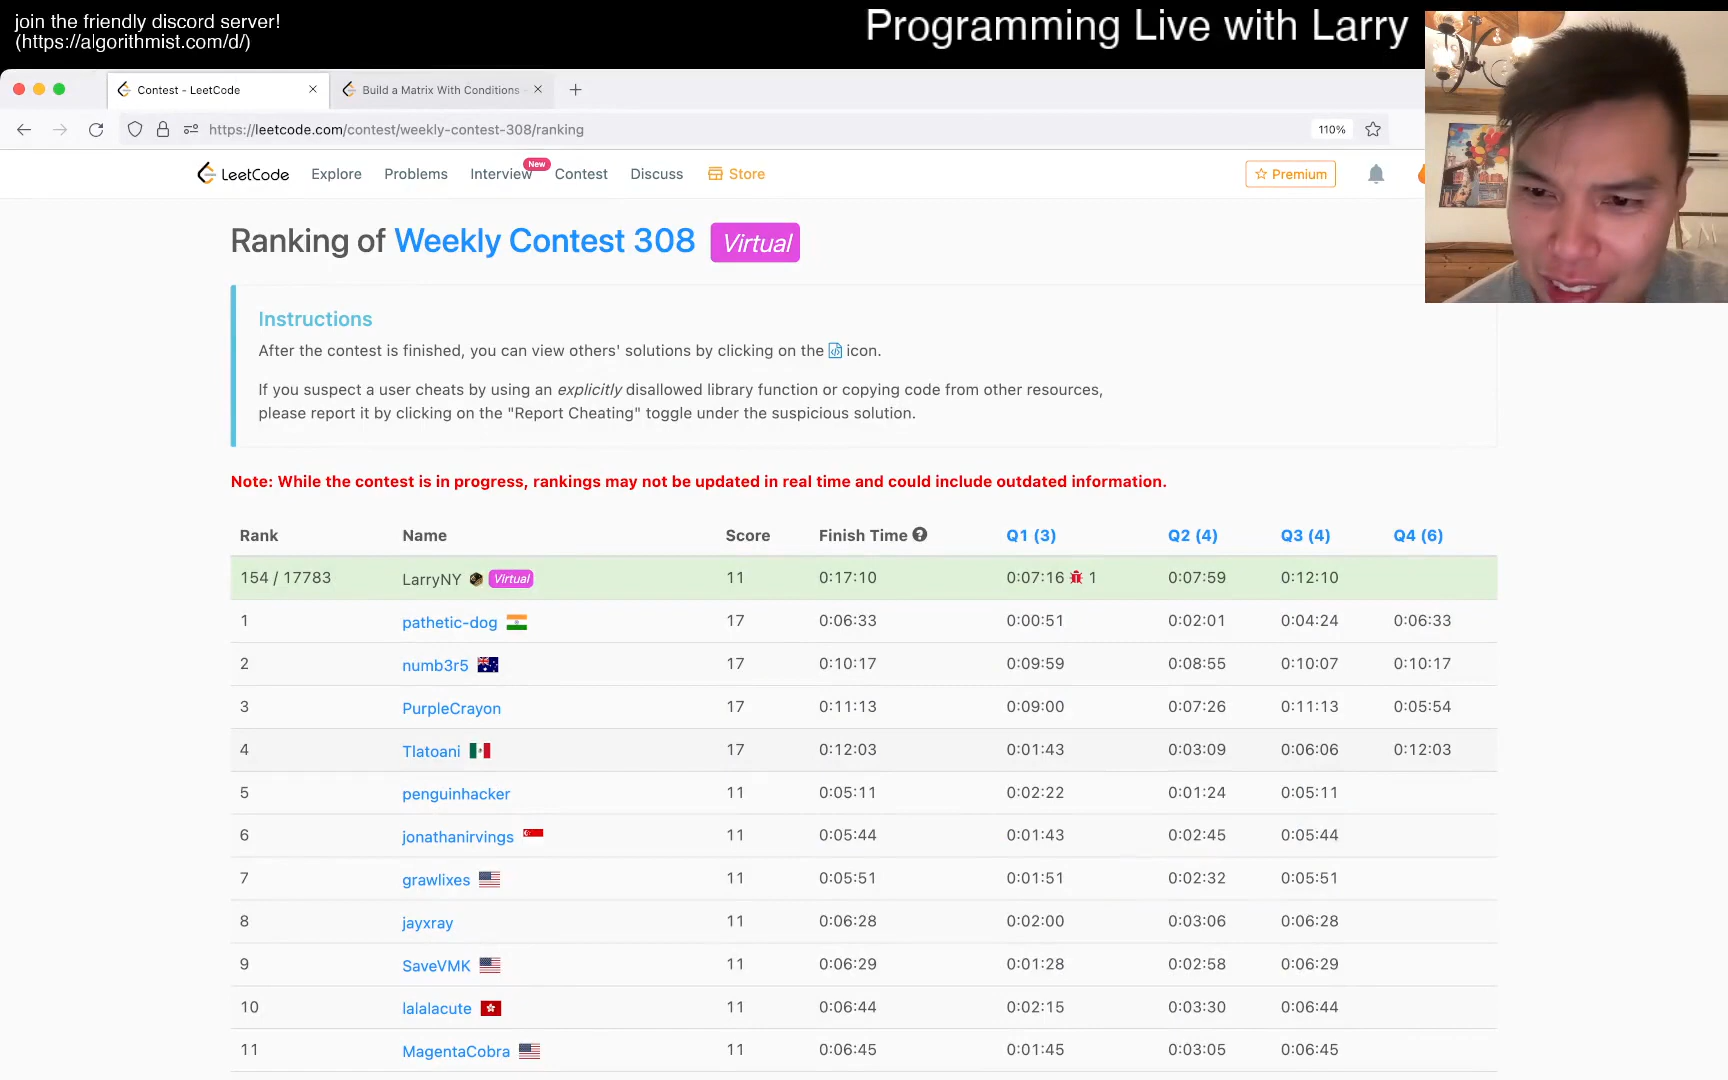 join the friendly discord server!
(https://algorithmist.com/d/)
Programming Live with Larry
Contest - LeetCode
Build a Matrix With Conditions -
https://leetcode.com/contest/weekly-contest-308/ranking
110%
LeetCode Explore Problems Interview New Contest Discuss Store Premium
Ranking of Weekly Contest 308 Virtual
Instructions
After the contest is finished, you can view others' solutions by clicking on the icon.
If you suspect a user cheats by using an explicitly disallowed library function or copying code from other resources,
please report it by clicking on the "Report Cheating" toggle under the suspicious solution.
Note: While the contest is in progress, rankings may not be updated in real time and could include outdated information.
Rank Name Score Finish Time Q1 (3) Q2 (4) Q3 (4) Q4 (6)
154 / 17783 LarryNY Virtual 11 0:17:10 0:07:16 1 0:07:59 0:12:10
1 pathetic-dog 17 0:06:33 0:00:51 0:02:01 0:04:24 0:06:33
2 numb3r5 17 0:10:17 0:09:59 0:08:55 0:10:07 0:10:17
3 PurpleCrayon 17 0:11:13 0:09:00 0:07:26 0:11:13 0:05:54
4 Tlatoani 17 0:12:03 0:01:43 0:03:09 0:06:06 0:12:03
5 penguinhacker 11 0:05:11 0:02:22 0:01:24 0:05:11
6 jonathanirvings 11 0:05:44 0:01:43 0:02:45 0:05:44
7 grawlixes 11 0:05:51 0:01:51 0:02:32 0:05:51
8 jayxray 11 0:06:28 0:02:00 0:03:06 0:06:28
9 SaveVMK 11 0:06:29 0:01:28 0:02:58 0:06:29
10 lalalacute 11 0:06:44 0:02:15 0:03:30 0:06:44
11 MagentaCobra 11 0:06:45 0:01:45 0:03:05 0:06:45